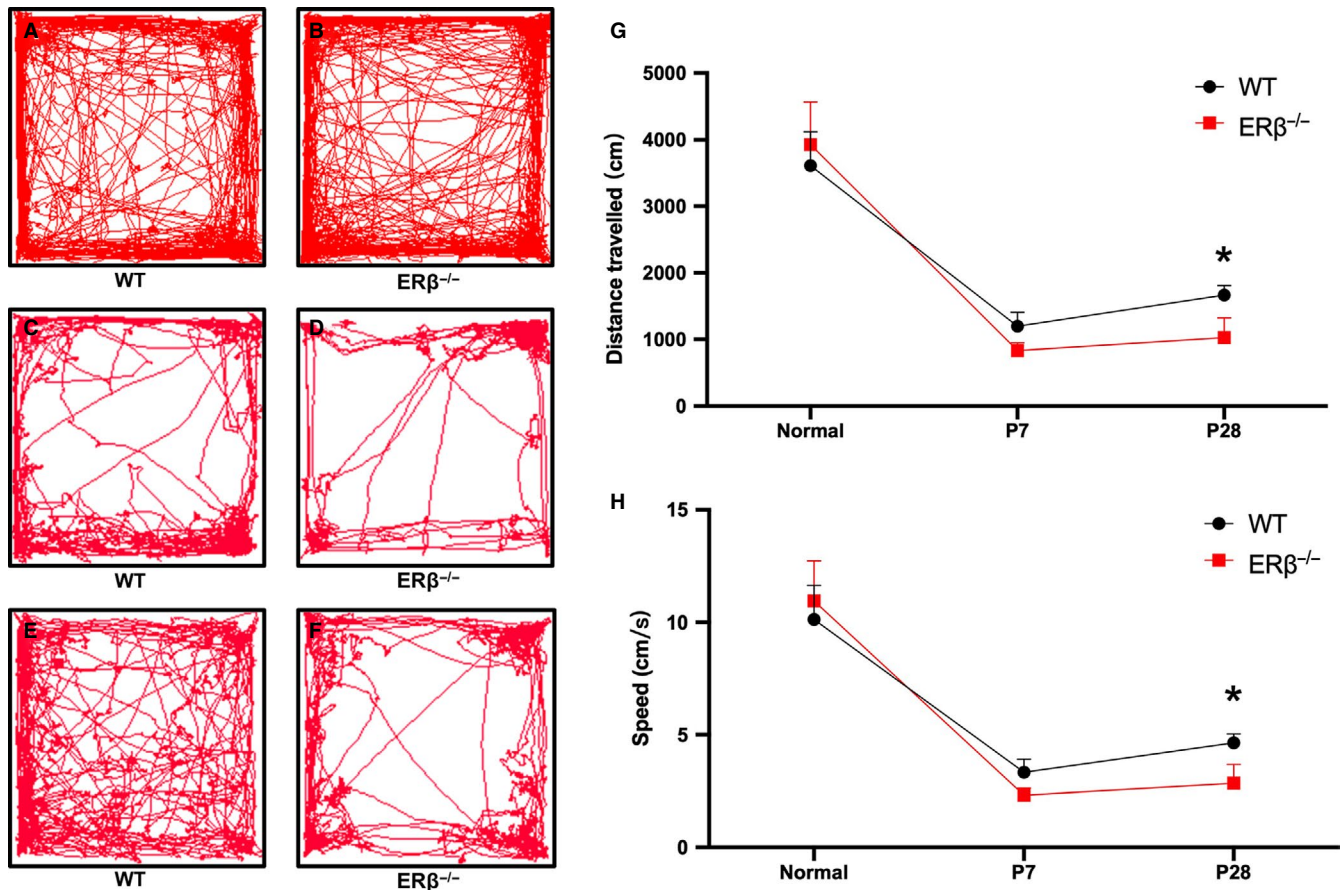 A
B
WT
ERβ⁻/⁻
C
D
WT
ERβ⁻/⁻
E
F
WT
ERβ⁻/⁻
G
WT
ERβ⁻/⁻
Distance travelled (cm)
5000
4000
3000
2000
1000
0
*
Normal P7 P28
H
WT
ERβ⁻/⁻
Speed (cm/s)
15
10
5
0
*
Normal P7 P28